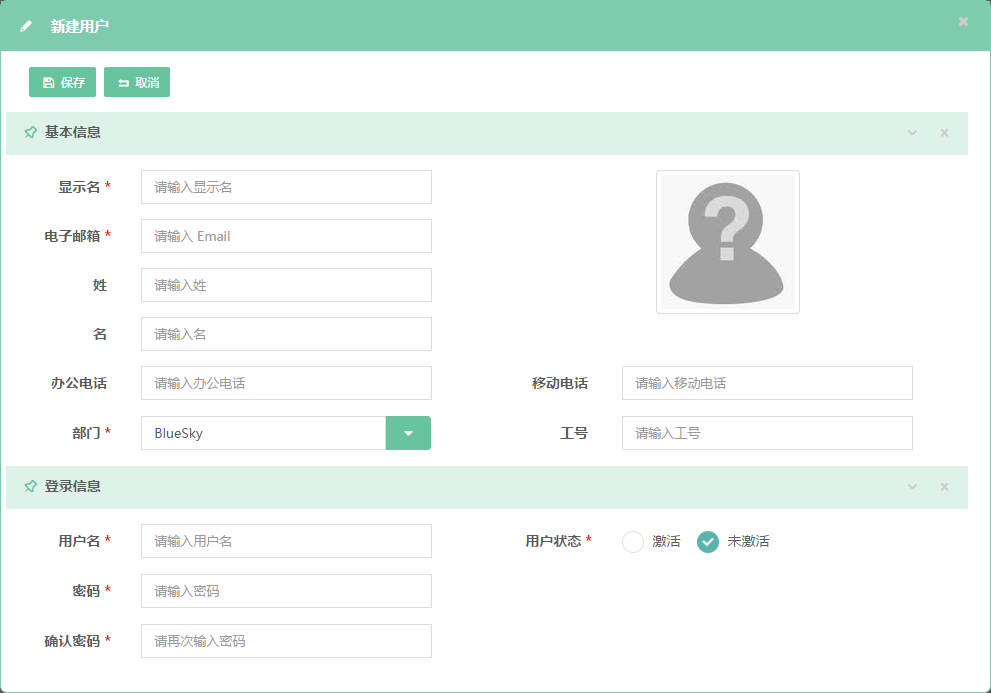 新建用户
保存 取消
基本信息
显示名 * 请输入显示名
电子邮箱 * 请输入 Email
姓 请输入姓
名 请输入名
办公电话 请输入办公电话 移动电话 请输入移动电话
部门 * BlueSky 工号 请输入工号
登录信息
用户名 * 请输入用户名 用户状态 * 激活 未激活
密码 * 请输入密码
确认密码 * 请再次输入密码